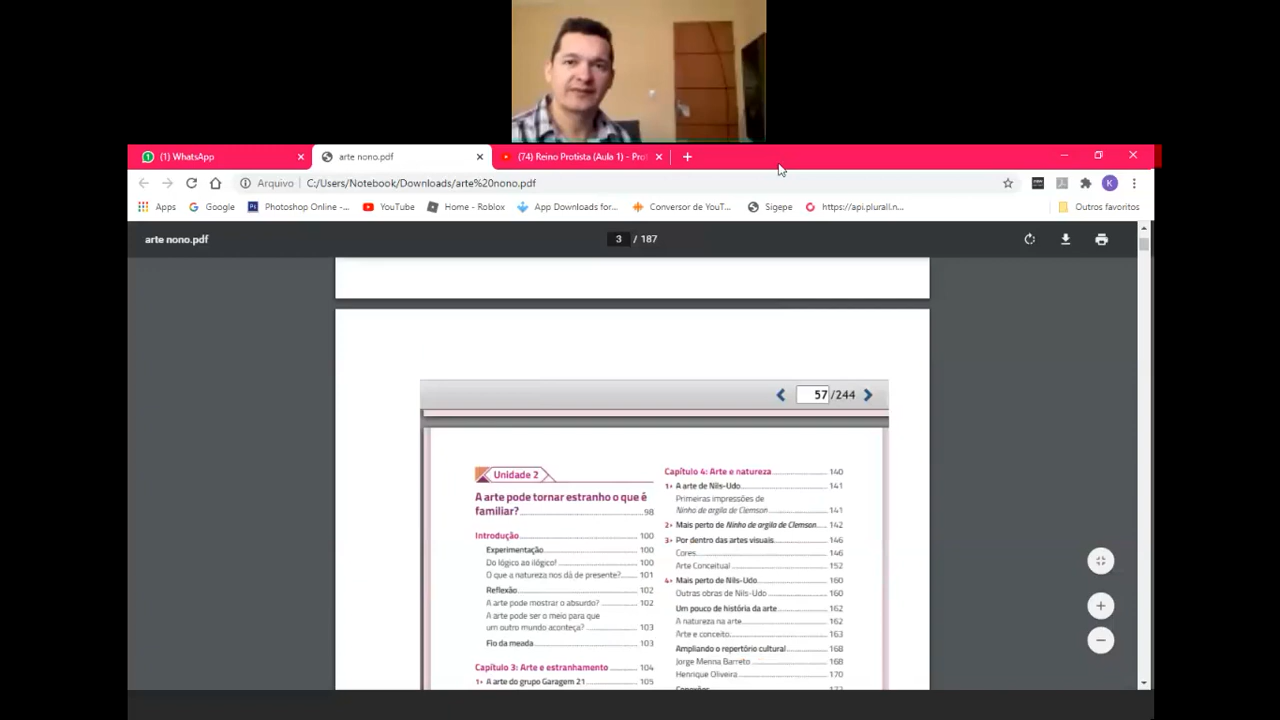 (1) WhatsApp
arte nono.pdf
(74) Reino Protista (Aula 1) - Pro
Arquivo
C:/Users/Notebook/Downloads/arte%20nono.pdf
K
Apps
Google
Photoshop Online -...
YouTube
Home - Roblox
App Downloads for...
Conversor de YouT...
Sigepe
https://api.plurall.n...
Outros favoritos
arte nono.pdf
3 / 187
57 /244
Unidade 2
A arte pode tornar estranho o que é
familiar? 98
Introdução 100
Experimentação 100
Do lógico ao ilógico! 100
O que a natureza nos dá de presente? 101
Reflexão 102
A arte pode mostrar o absurdo? 102
A arte pode ser o meio para que
um outro mundo aconteça? 103
Fio da meada 103
Capítulo 3: Arte e estranhamento 104
1▸ A arte do grupo Garagem 21 105
Capítulo 4: Arte e natureza 140
1▸ A arte de Nils-Udo 141
Primeiras impressões de
Ninho de argila de Clemson 141
2▸ Mais perto de Ninho de argila de Clemson 142
3▸ Por dentro das artes visuais 146
Cores 146
Arte Conceitual 152
4▸ Mais perto de Nils-Udo 160
Outras obras de Nils-Udo 160
Um pouco de história da arte 162
A natureza na arte 162
Arte e conceito 163
Ampliando o repertório cultural 168
Jorge Menna Barreto 168
Henrique Oliveira 170